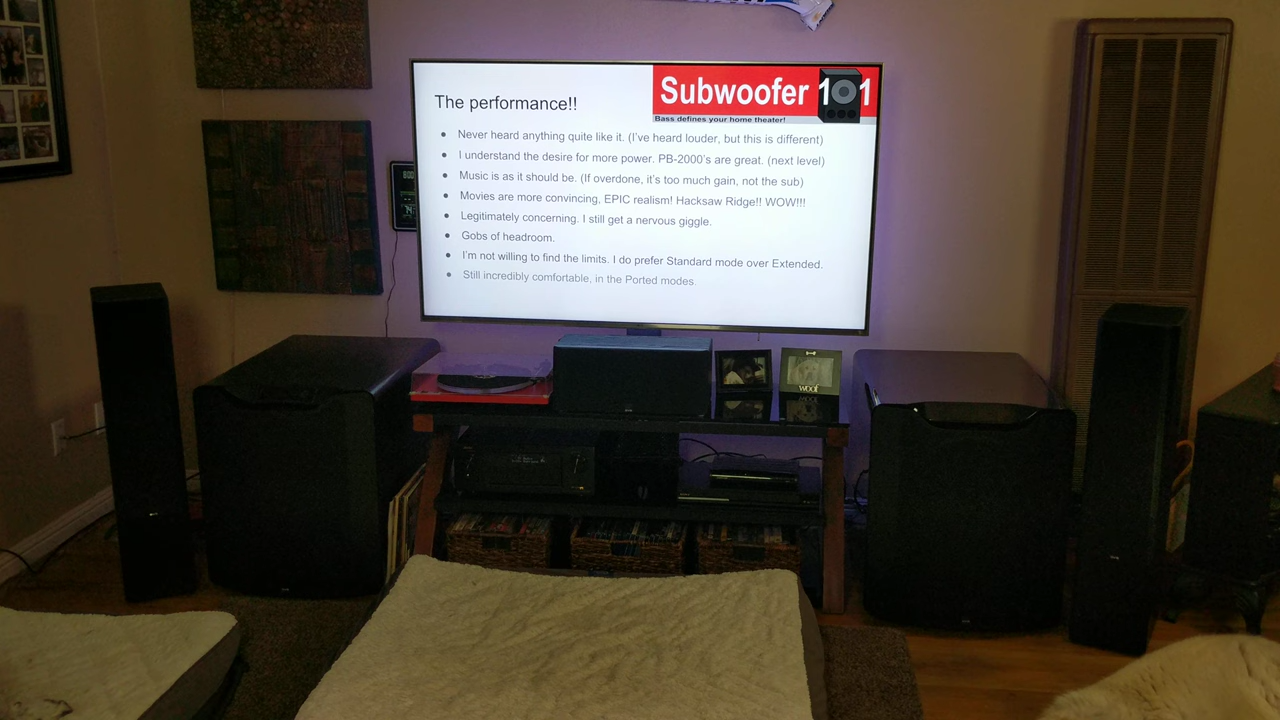 Subwoofer 101
Bass defines your home theater!
The performance!!
● Never heard anything quite like it. (I've heard louder, but this is different)
● I understand the desire for more power. PB-2000's are great. (next level)
● Music is as it should be. (If overdone, it's too much gain, not the sub)
● Movies are more convincing, EPIC realism! Hacksaw Ridge!! WOW!!!
● Legitimately concerning. I still get a nervous giggle.
● Gobs of headroom.
● I'm not willing to find the limits. I do prefer Standard mode over Extended.
● Still incredibly comfortable, in the Ported modes.
woof